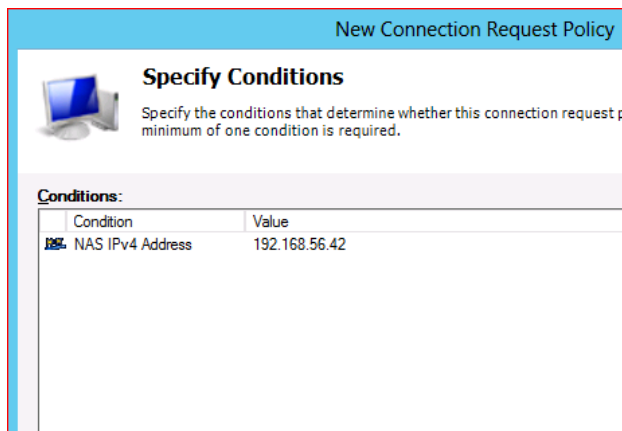 New Connection Request Policy
Specify Conditions
Specify the conditions that determine whether this connection request
minimum of one condition is required.
Conditions:
Condition Value
NAS IPv4 Address 192.168.56.42